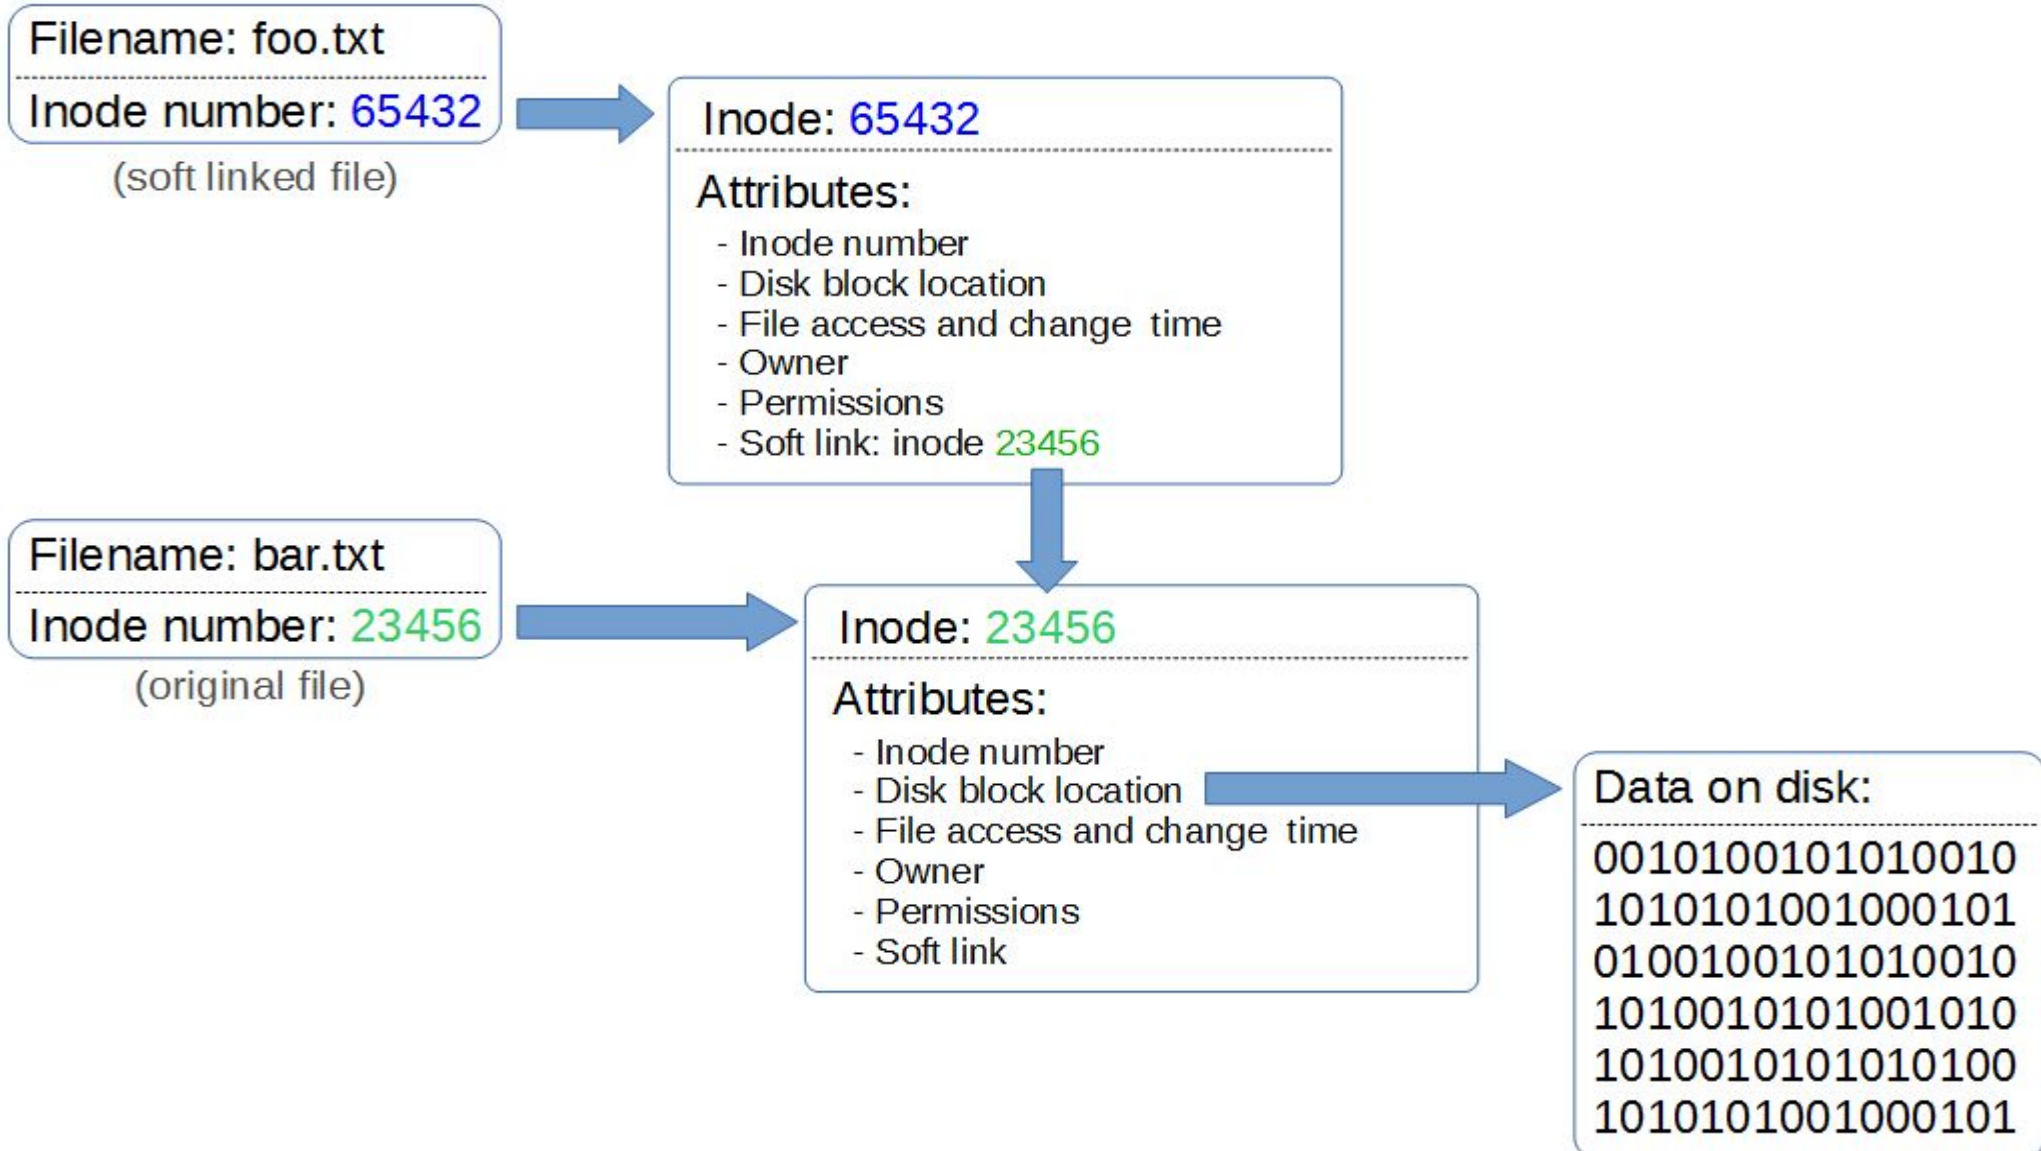 Filename: foo.txt
Inode number: 65432
(soft linked file)
Inode: 65432
Attributes:
- Inode number
- Disk block location
- File access and change  time
- Owner
- Permissions
- Soft link: inode 23456
Filename: bar.txt
Inode number: 23456
(original file)
Inode: 23456
Attributes:
- Inode number
- Disk block location
- File access and change  time
- Owner
- Permissions
- Soft link
Data on disk:
0010100101010010
1010101001000101
0100100101010010
1010010101001010
1010010101010100
1010101001000101